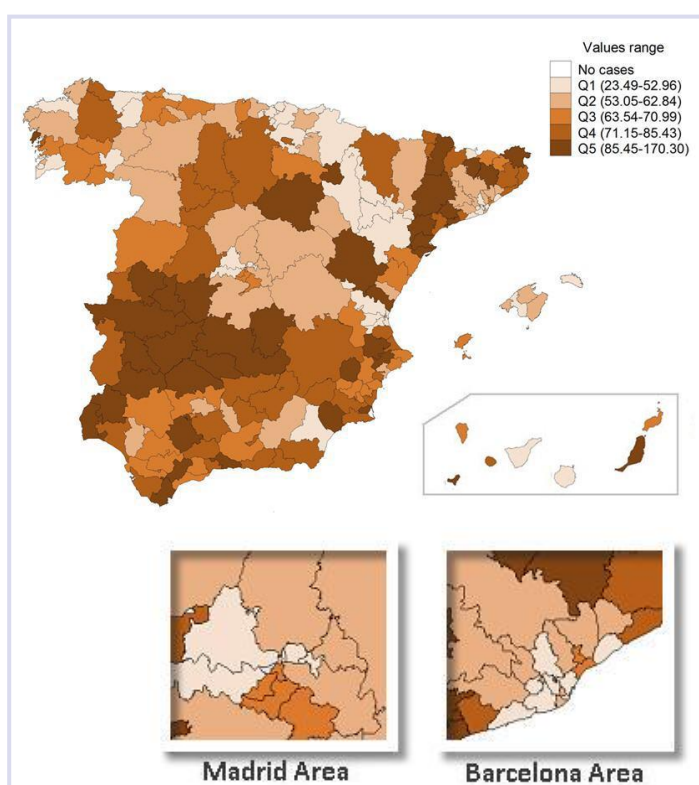 Values range
No cases
Q1 (23.49-52.96)
Q2 (53.05-62.84)
Q3 (63.54-70.99)
Q4 (71.15-85.43)
Q5 (85.45-170.30)
Madrid Area
Barcelona Area